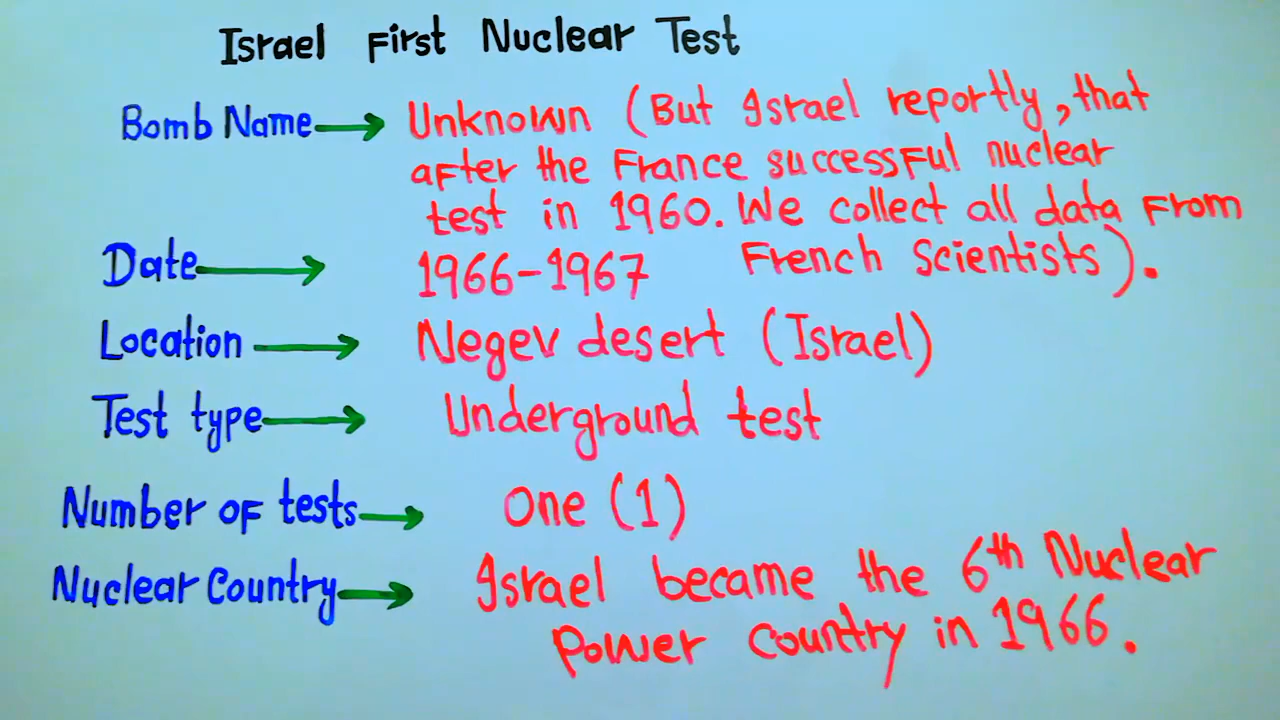 Israel First Nuclear Test
Bomb Name → Unknown (But Israel reportly, that
after the France successful nuclear
test in 1960. We collect all data from
French Scientists).
Date → 1966-1967
Location → Negev desert (Israel)
Test type → Underground test
Number of tests → One (1)
Nuclear Country → Israel became the 6th Nuclear
Power country in 1966.